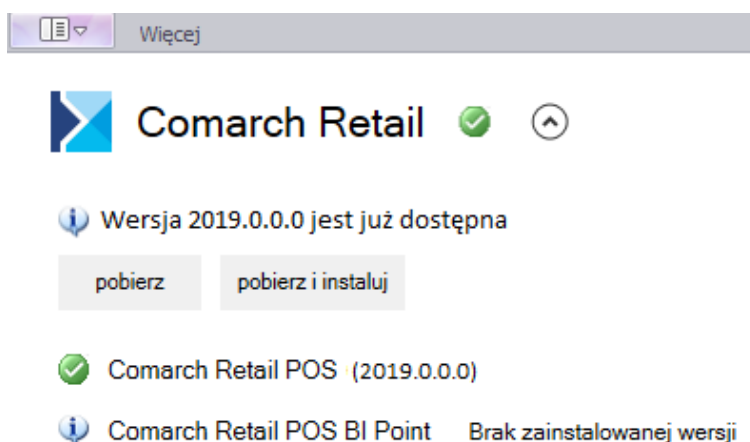 Więcej
Comarch Retail
Wersja 2019.0.0.0 jest już dostępna
pobierz pobierz i instaluj
Comarch Retail POS (2019.0.0.0)
Comarch Retail POS BI Point Brak zainstalowanej wersji